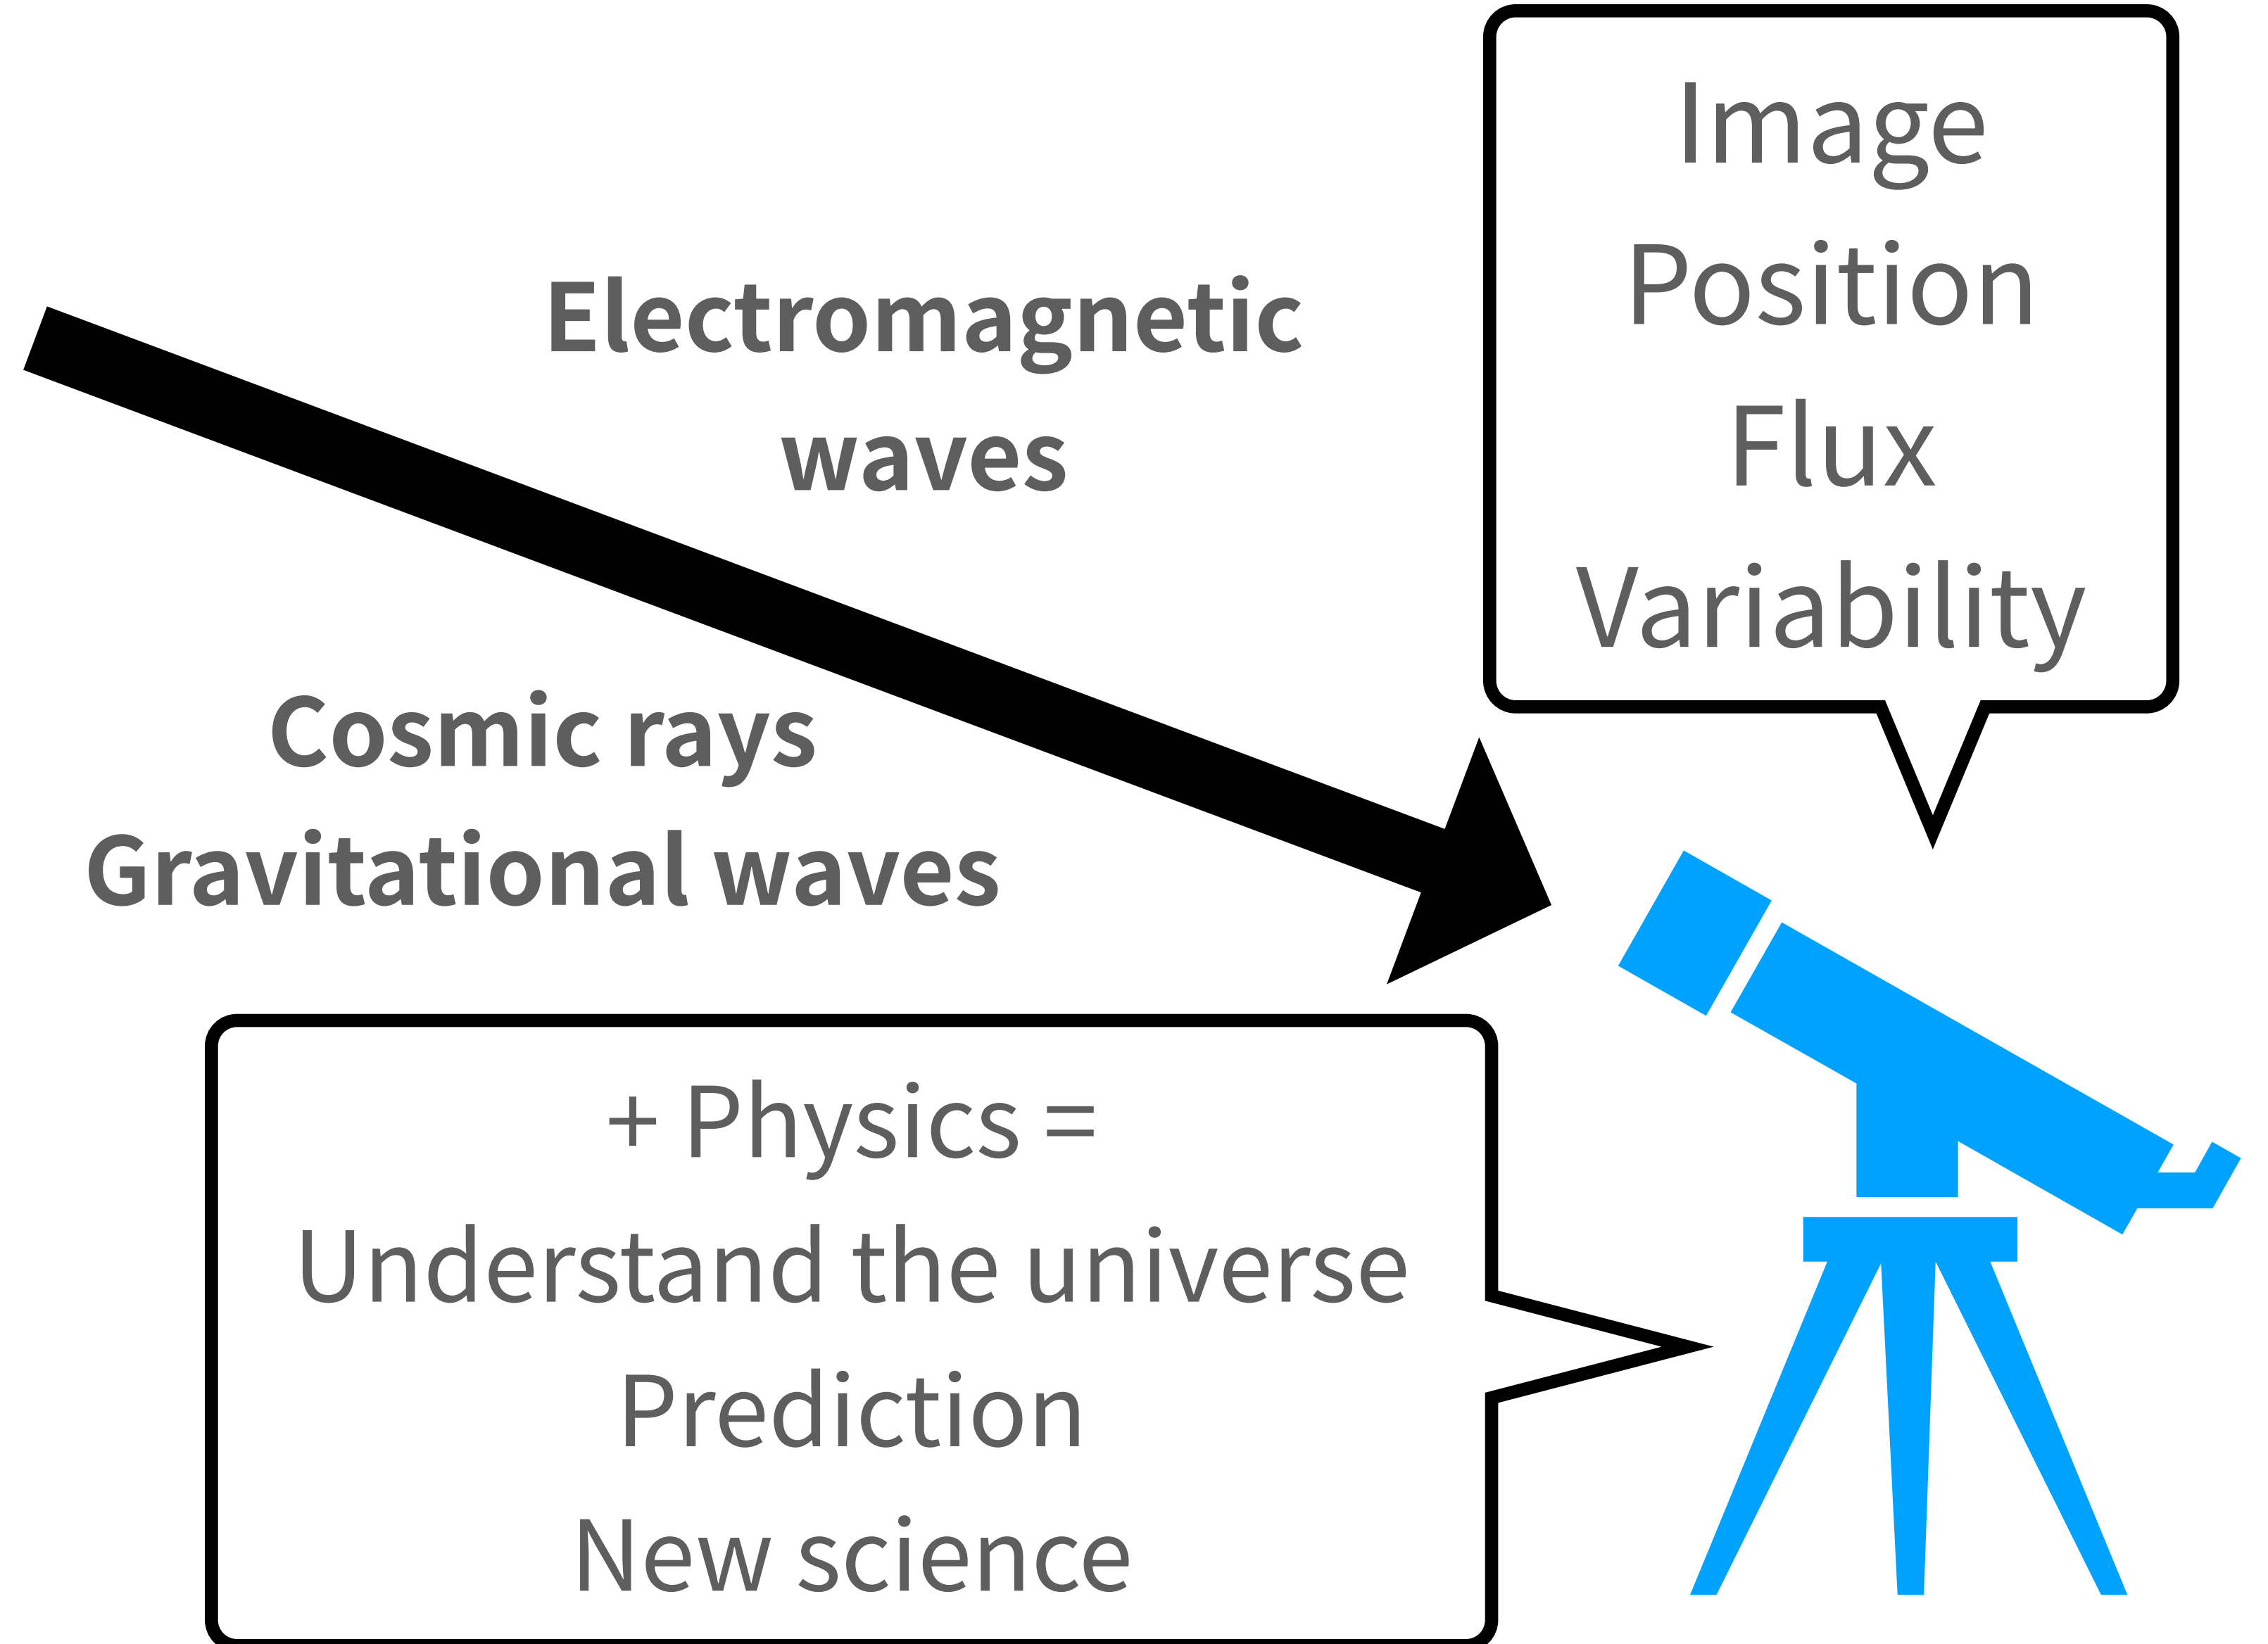 Electromagnetic
waves
Cosmic rays
Gravitational waves
Image
Position
Flux
Variability
+ Physics =
Understand the universe
Prediction
New science